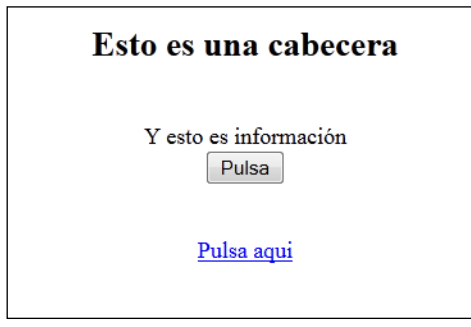 Esto es una cabecera
Y esto es información
Pulsa
Pulsa aqui